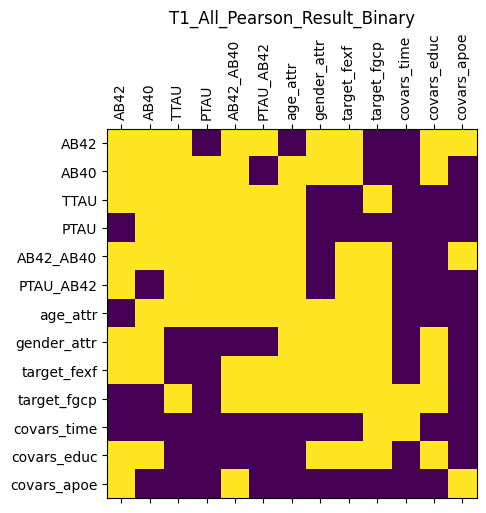 T1_All_Pearson_Result_Binary
AB42
AB40
TTAU
PTAU
AB42_AB40
PTAU_AB42
age_attr
gender_attr
target_fexf
target_fgcp
covars_time
covars_educ
covars_apoe
AB42
AB40
TTAU
PTAU
AB42_AB40
PTAU_AB42
age_attr
gender_attr
target_fexf
target_fgcp
covars_time
covars_educ
covars_apoe